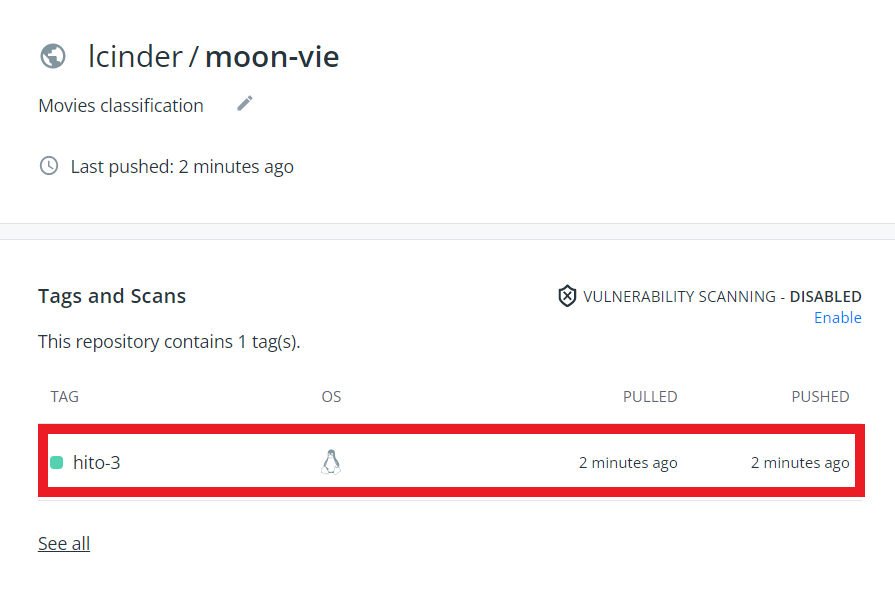 lcinder / moon-vie
Movies classification
Last pushed: 2 minutes ago
Tags and Scans
VULNERABILITY SCANNING - DISABLED
Enable
This repository contains 1 tag(s).
TAG OS PULLED PUSHED
hito-3 2 minutes ago 2 minutes ago
See all